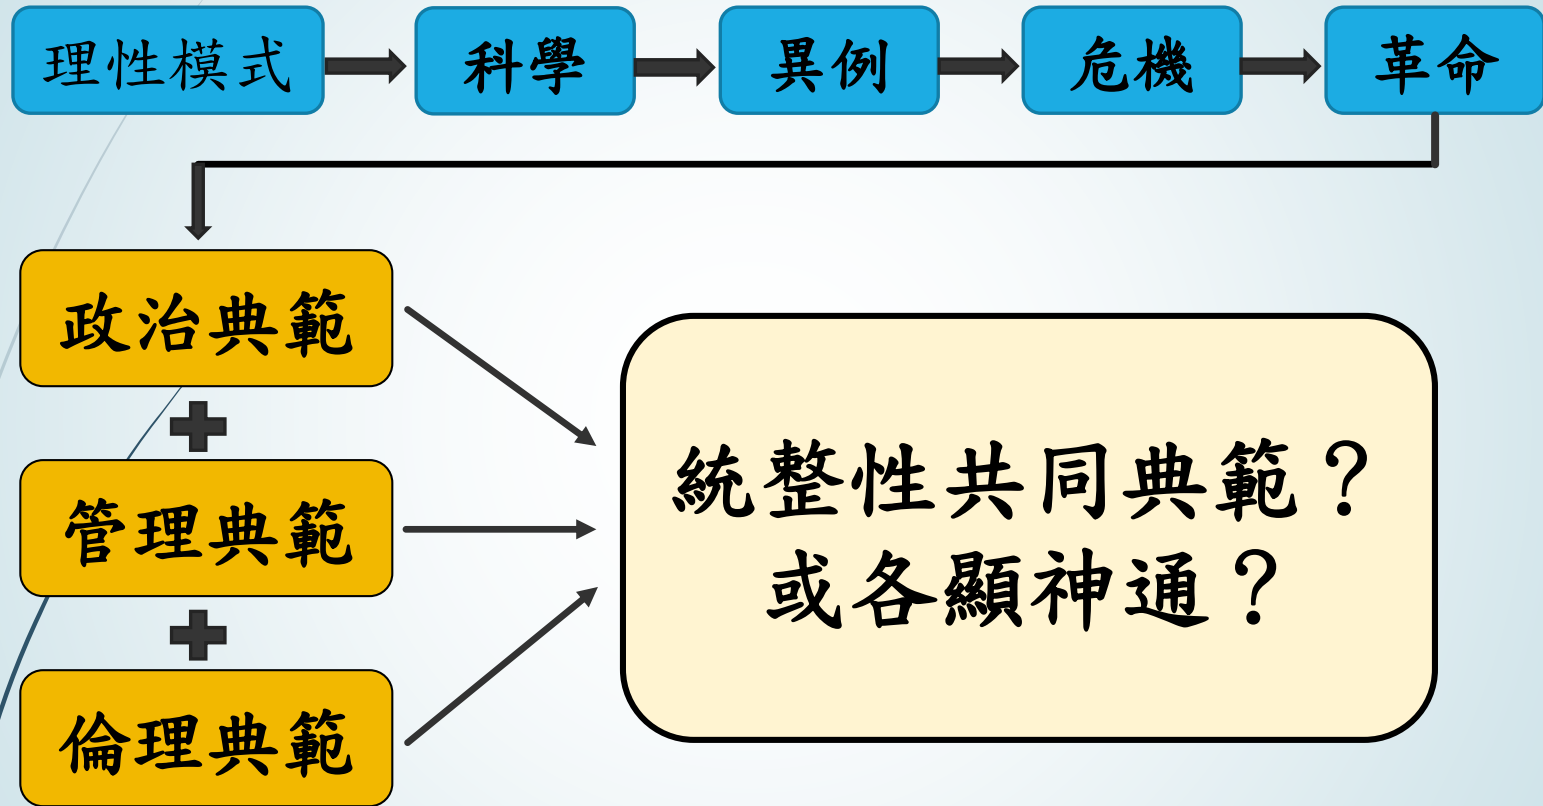 理性模式
科學
異例
危機
革命
政治典範
管理典範
倫理典範
統整性共同典範？
或各顯神通？